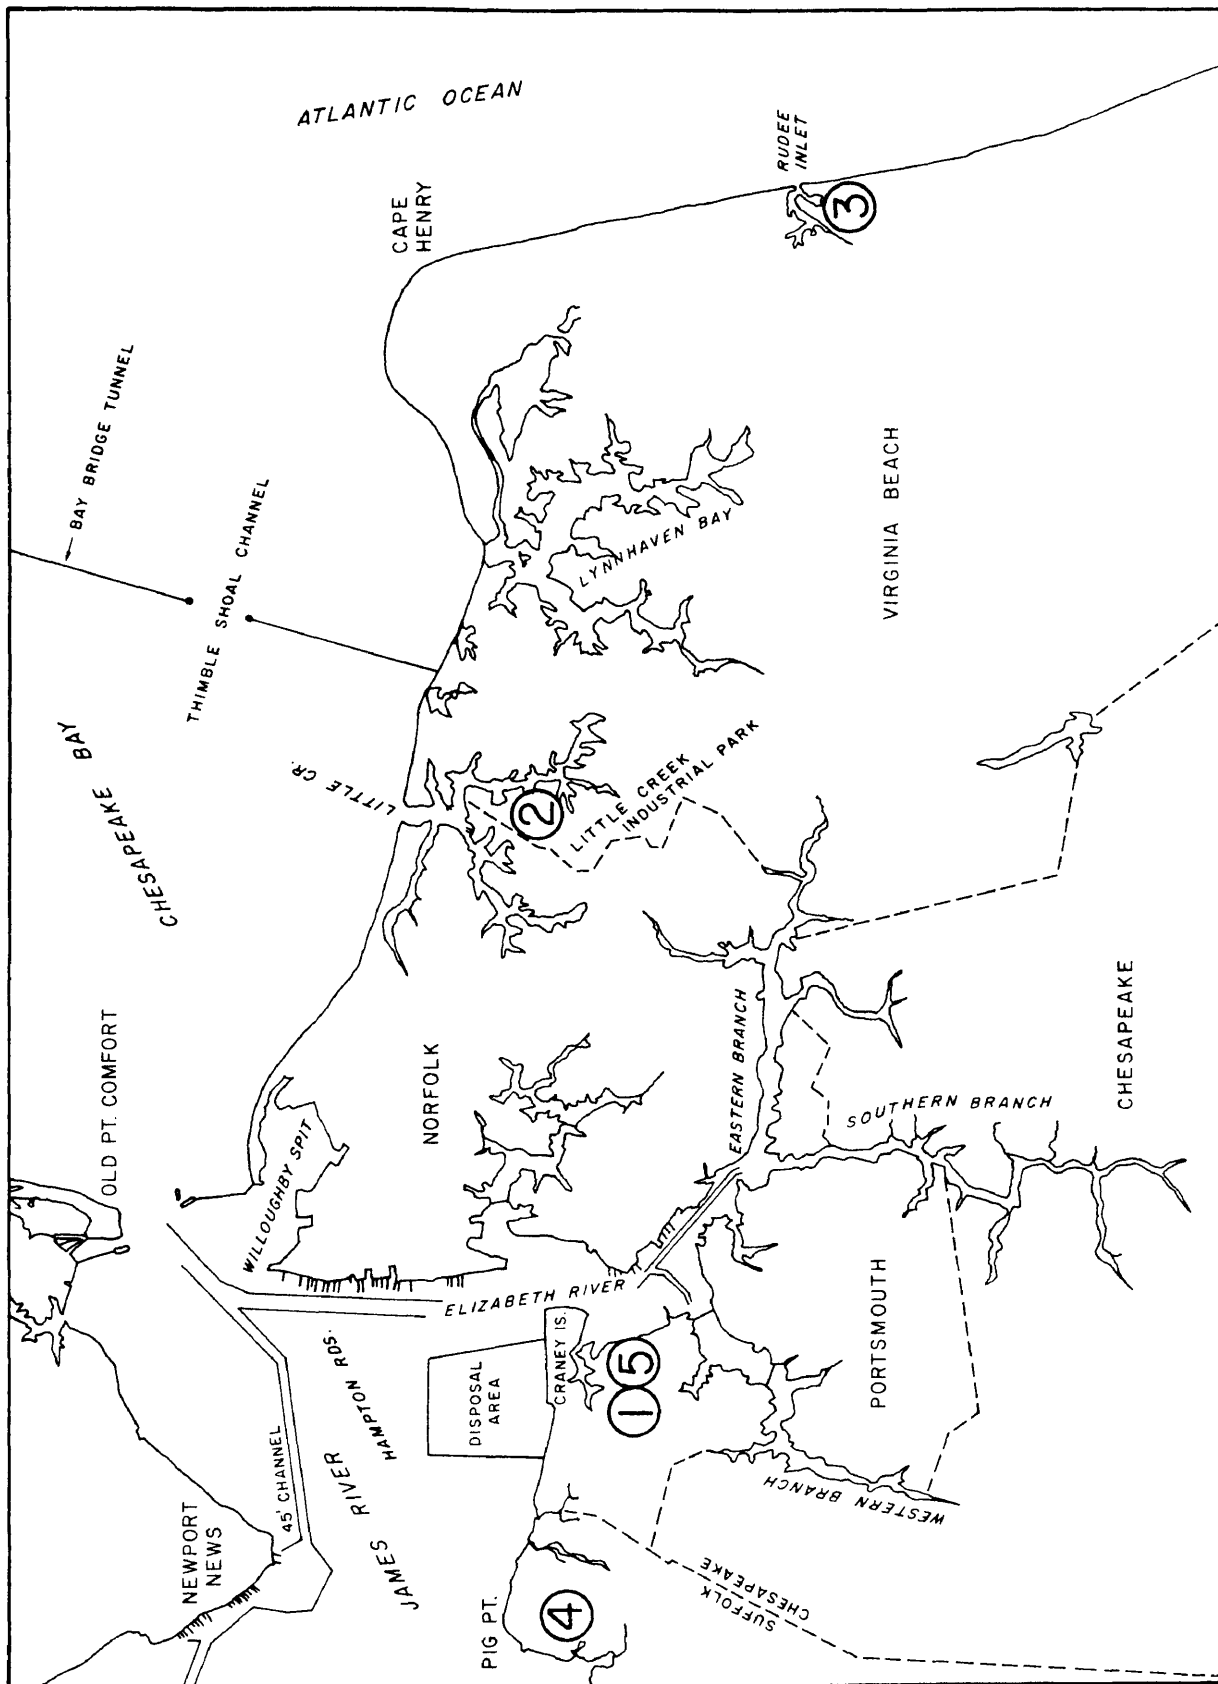 ATLANTIC OCEAN
CAPE
HENRY
RUDEE
INLET
3
BAY BRIDGE TUNNEL
THIMBLE SHOAL CHANNEL
LYNNHAVEN BAY
VIRGINIA BEACH
CHESAPEAKE BAY
LITTLE CR.
2
LITTLE CREEK
INDUSTRIAL PARK
OLD PT. COMFORT
WILLOUGHBY SPIT
NORFOLK
EASTERN BRANCH
SOUTHERN BRANCH
CHESAPEAKE
ELIZABETH RIVER
CRANEY IS.
DISPOSAL
AREA
HAMPTON RDS.
JAMES RIVER
45' CHANNEL
NEWPORT
NEWS
1
5
PORTSMOUTH
WESTERN BRANCH
PIG PT.
4
SUFFOLK
CHESAPEAKE